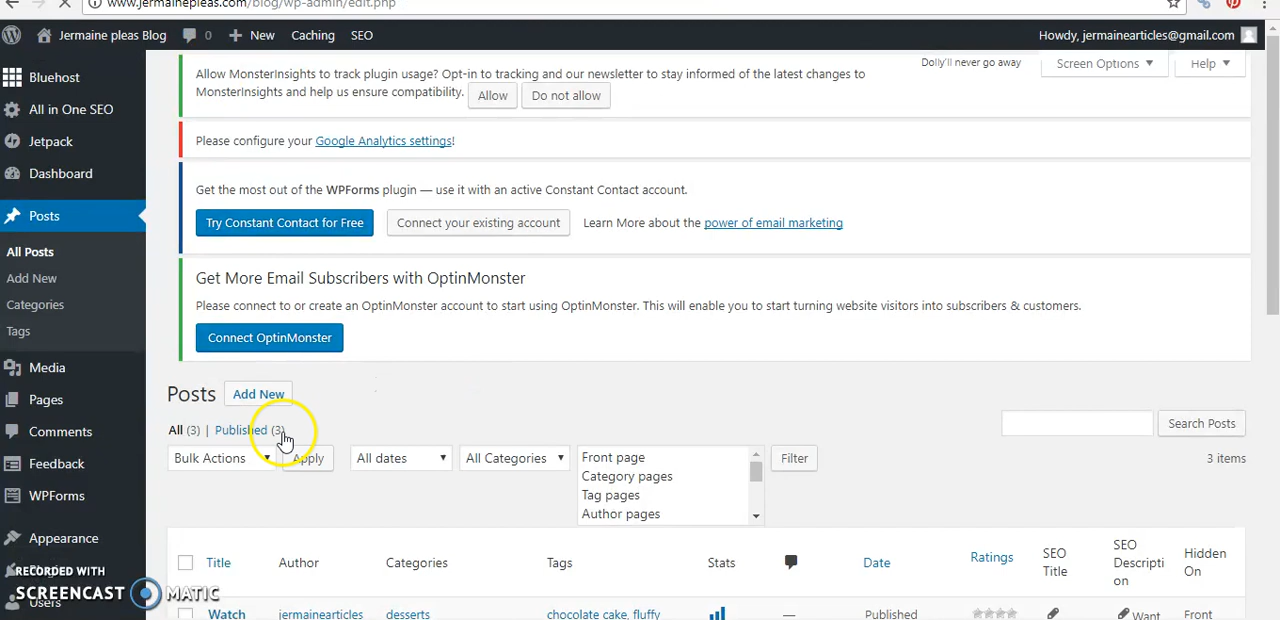 www.jermainepleas.com/blog/wp-admin/edit.php
Jermaine pleas Blog 0 New Caching SEO Howdy, jermainearticles@gmail.com
Bluehost
All in One SEO
Jetpack
Dashboard
Posts
All Posts
Add New
Categories
Tags
Media
Pages
Comments
Feedback
WPForms
Appearance
Users
Dolly'll never go away
Screen Options
Help
Allow MonsterInsights to track plugin usage? Opt-in to tracking and our newsletter to stay informed of the latest changes to
MonsterInsights and help us ensure compatibility. Allow Do not allow
Please configure your Google Analytics settings!
Get the most out of the WPForms plugin — use it with an active Constant Contact account.
Try Constant Contact for Free Connect your existing account Learn More about the power of email marketing
Get More Email Subscribers with OptinMonster
Please connect to or create an OptinMonster account to start using OptinMonster. This will enable you to start turning website visitors into subscribers & customers.
Connect OptinMonster
Posts Add New
All (3) | Published (3)
Search Posts
Bulk Actions Apply All dates All Categories
Front page
Category pages
Tag pages
Author pages
Filter
3 items
Title Author Categories Tags Stats Date Ratings
SEO
Title
SEO
Descripti
on
Hidden
On
Watch jermainearticles desserts chocolate cake, fluffy — Published Want Front
RECORDED WITH
SCREENCAST MATIC